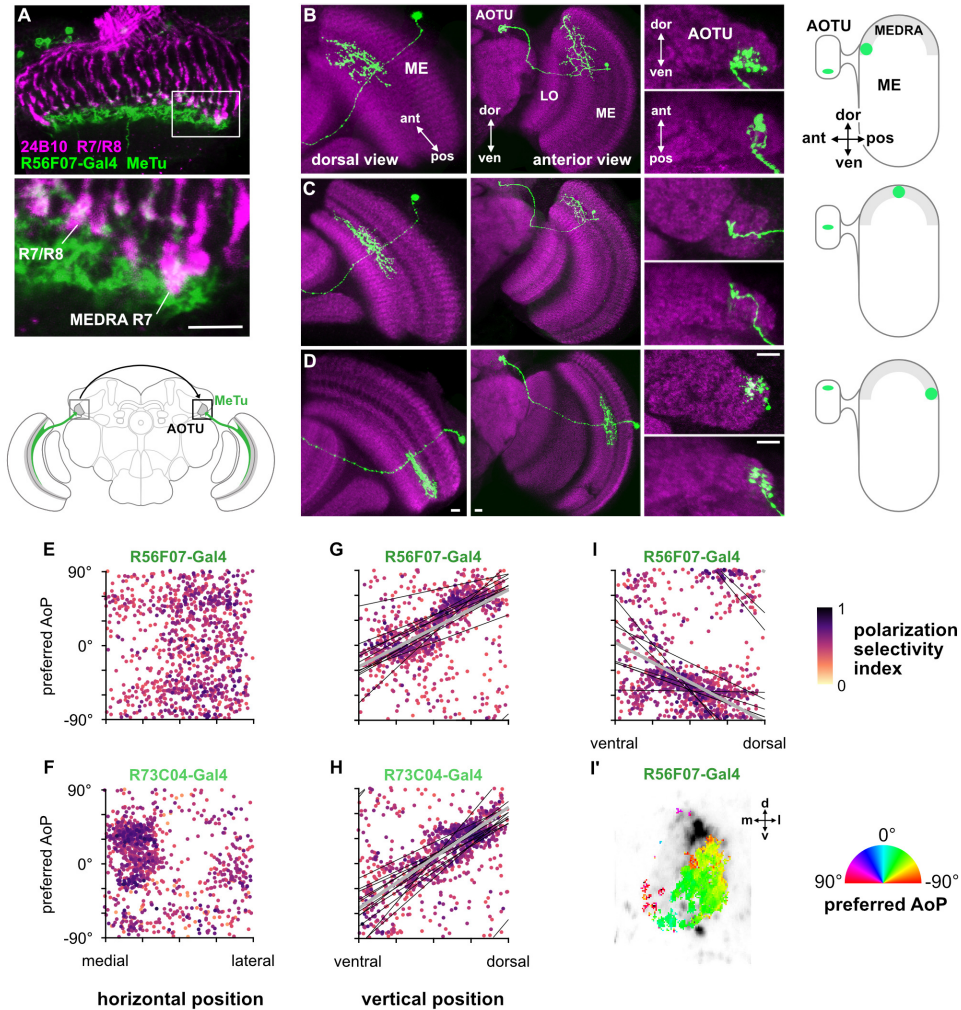 A
24B10 R7/R8
R56F07-Gal4 MeTu
R7/R8
MEDRA R7
MeTu
AOTU
B
ME
ant
pos
dorsal view
AOTU
LO
ME
dor
ven
anterior view
dor
ven
AOTU
ant
pos
AOTU
MEDRA
ME
dor
ant
pos
ven
C
D
E
R56F07-Gal4
90°
0°
-90°
preferred AoP
G
R56F07-Gal4
I
R56F07-Gal4
ventral
dorsal
1
0
polarization
selectivity
index
F
R73C04-Gal4
90°
0°
-90°
preferred AoP
medial
lateral
horizontal position
H
R73C04-Gal4
ventral
dorsal
vertical position
I'
R56F07-Gal4
d
m
l
v
0°
90°
-90°
preferred AoP